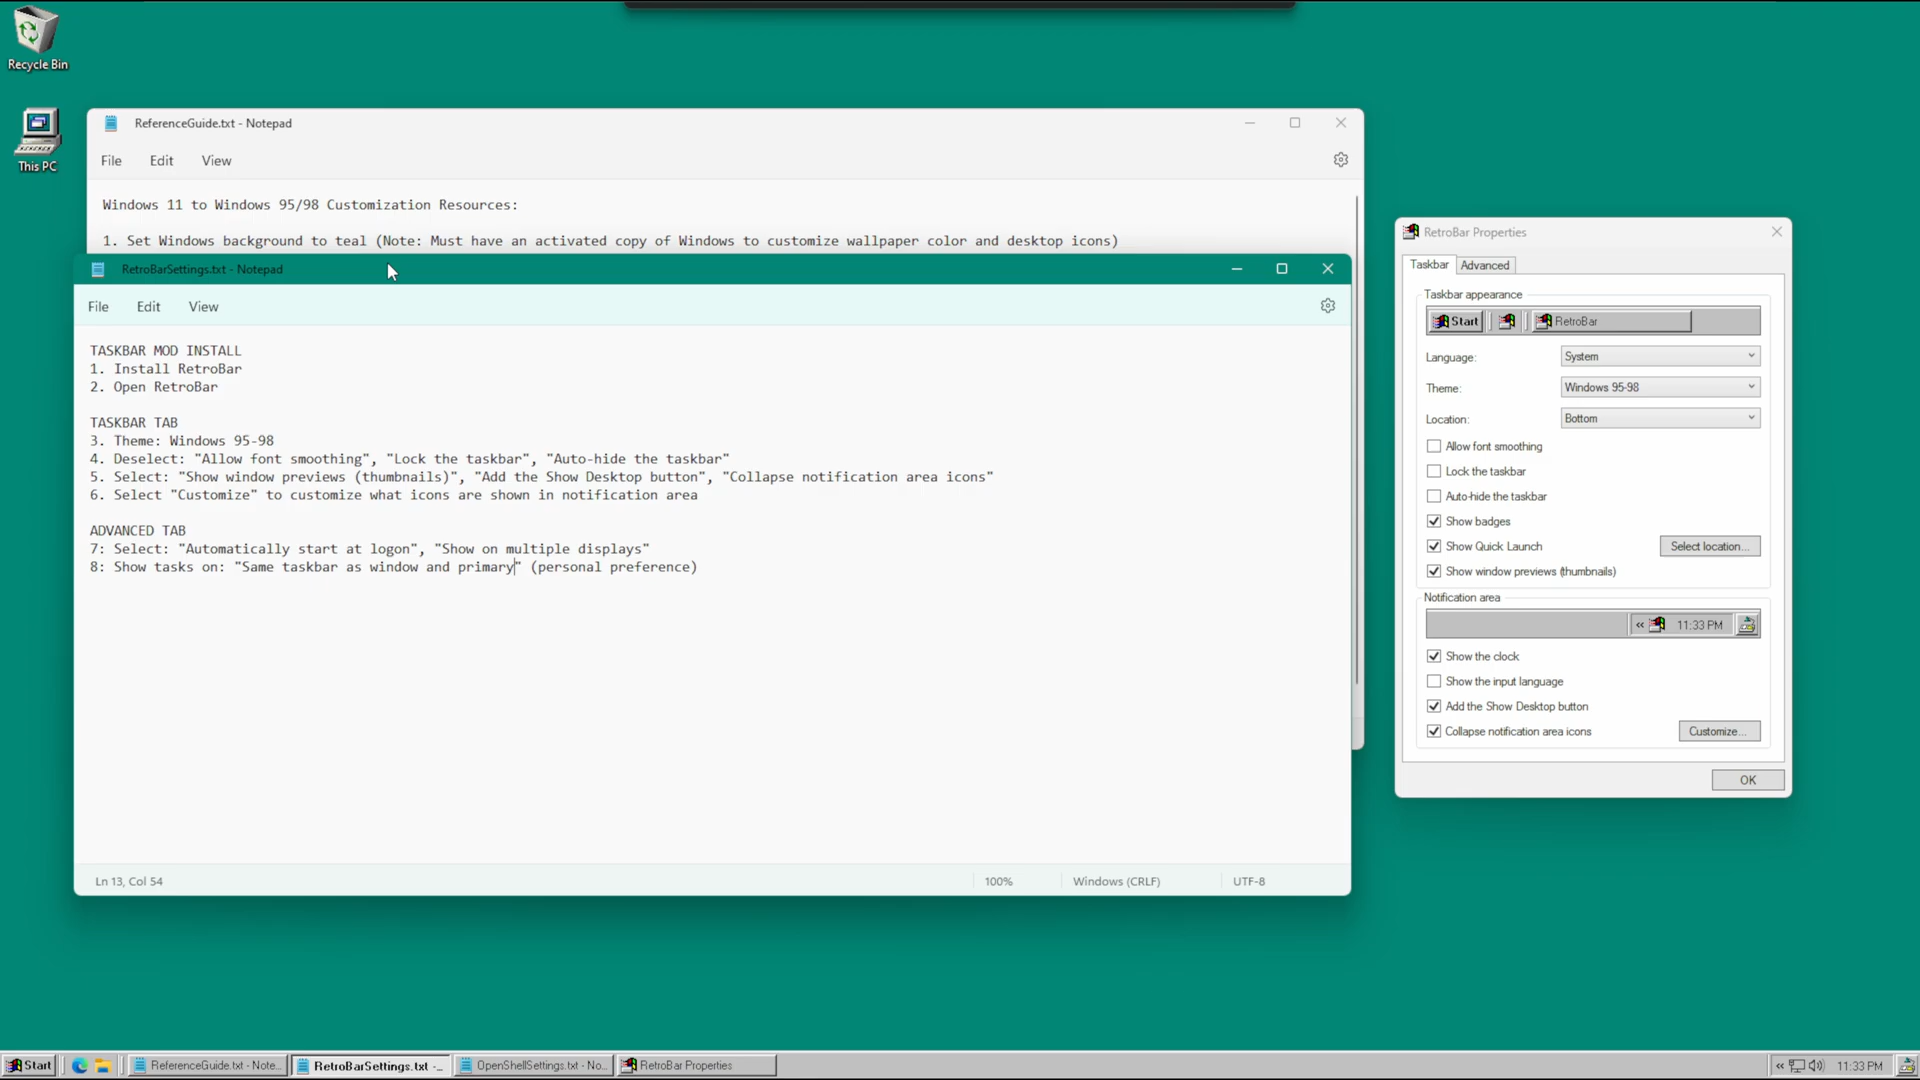 Recycle Bin
This PC
ReferenceGuide.txt - Notepad
File Edit View
Windows 11 to Windows 95/98 Customization Resources:
1. Set Windows background to teal (Note: Must have an activated copy of Windows to customize wallpaper color and desktop icons)
RetroBarSettings.txt - Notepad
File Edit View
TASKBAR MOD INSTALL
1. Install RetroBar
2. Open RetroBar
TASKBAR TAB
3. Theme: Windows 95-98
4. Deselect: "Allow font smoothing", "Lock the taskbar", "Auto-hide the taskbar"
5. Select: "Show window previews (thumbnails)", "Add the Show Desktop button", "Collapse notification area icons"
6. Select "Customize" to customize what icons are shown in notification area
ADVANCED TAB
7: Select: "Automatically start at logon", "Show on multiple displays"
8: Show tasks on: "Same taskbar as window and primary" (personal preference)
Ln 13, Col 54 100% Windows (CRLF) UTF-8
RetroBar Properties
Taskbar Advanced
Taskbar appearance
Start RetroBar
Language: System
Theme: Windows 95-98
Location: Bottom
Allow font smoothing
Lock the taskbar
Auto-hide the taskbar
Show badges
Show Quick Launch Select location...
Show window previews (thumbnails)
Notification area
« 11:33 PM
Show the clock
Show the input language
Add the Show Desktop button
Collapse notification area icons Customize...
OK
Start ReferenceGuide.txt - Note... RetroBarSettings.txt -... OpenShellSettings.txt - No... RetroBar Properties « 11:33 PM